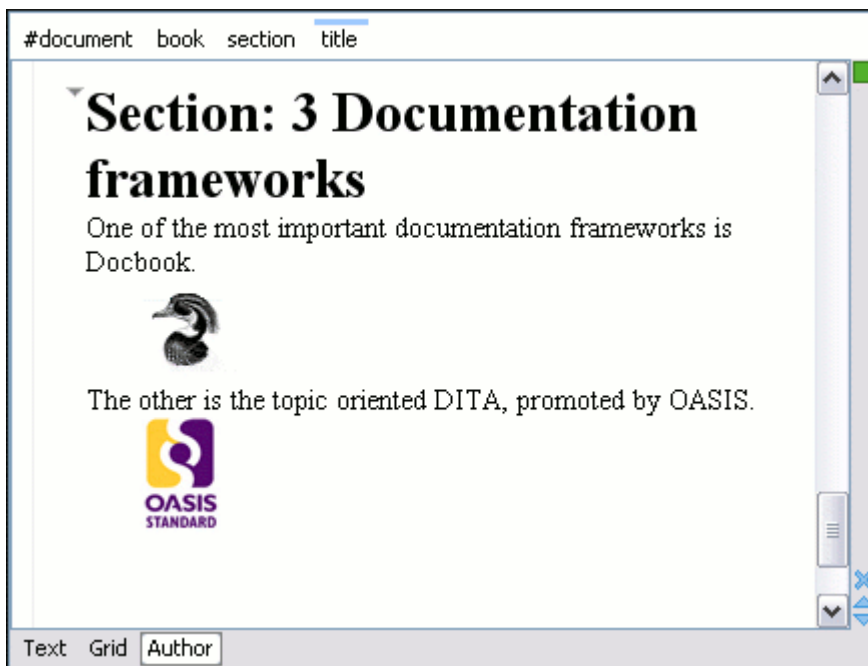 #document book section title
Section: 3 Documentation
frameworks
One of the most important documentation frameworks is
Docbook.
The other is the topic oriented DITA, promoted by OASIS.
OASIS
STANDARD
Text Grid Author